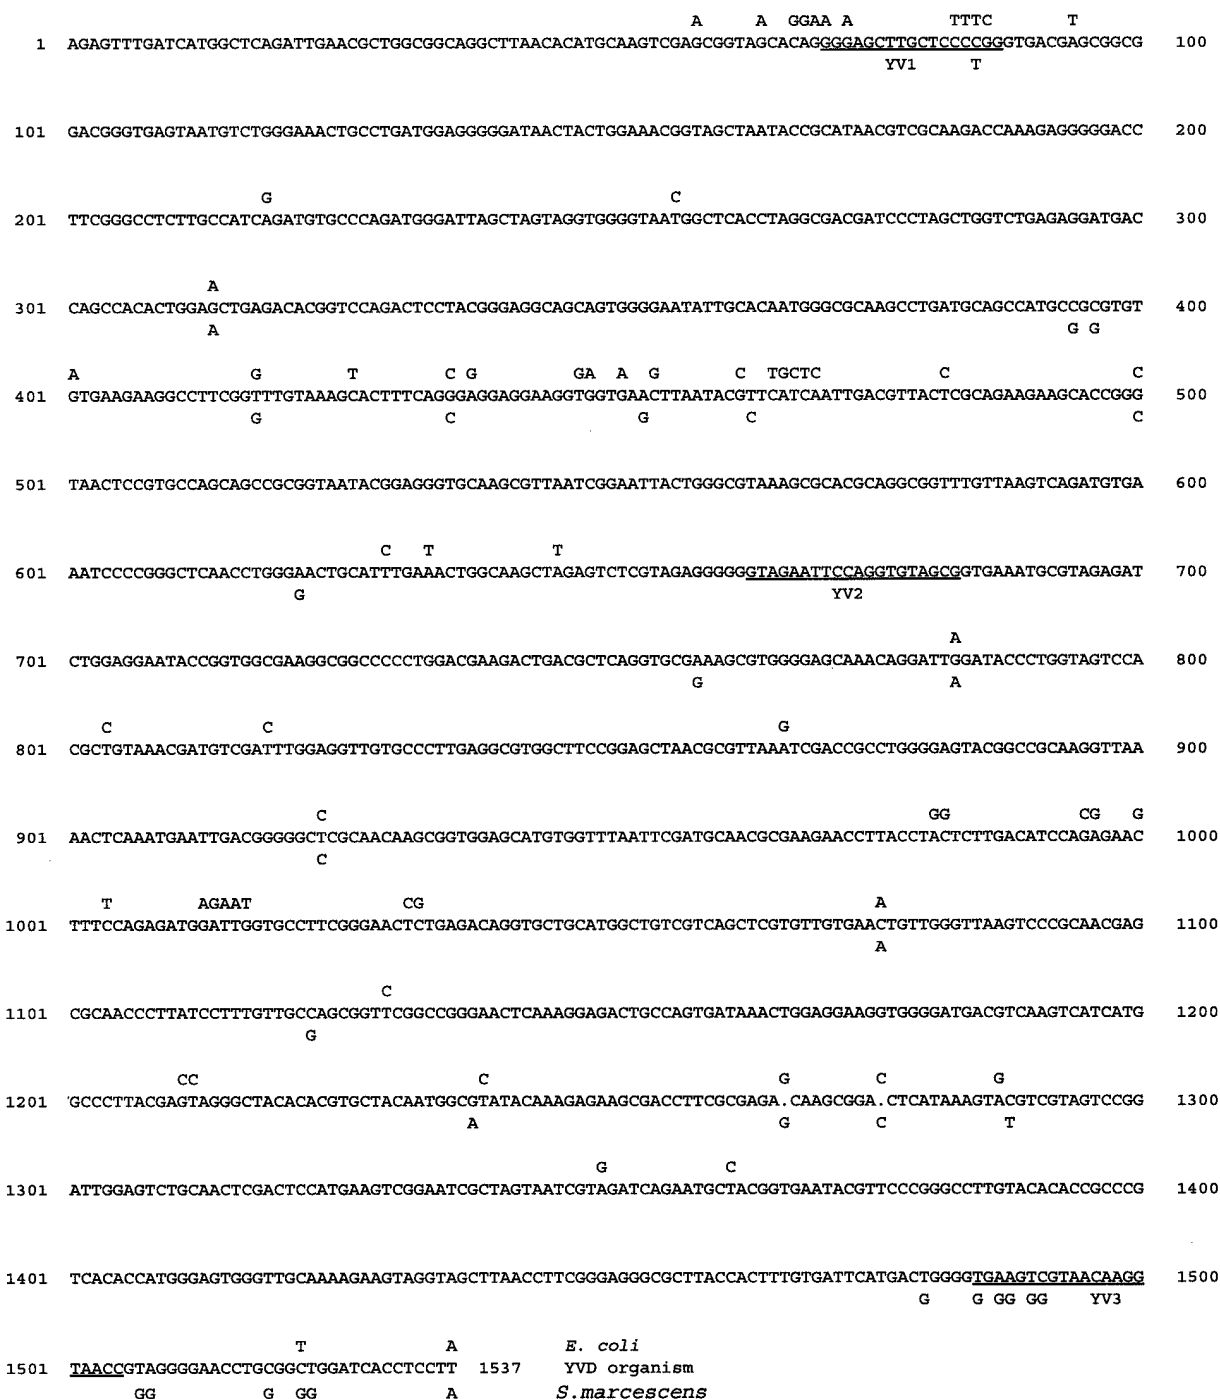 A A GGAA A TTTC T
1 AGAGTTTGATCATGGCTCAGATTGAACGCTGGCGGCAGGCTTAACACATGCAAGTCGAGCGGTAGCACAGGGGAGCTTGCTCCCCGGGTGACGAGCGGCG 100
YV1 T
101 GACGGGTGAGTAATGTCTGGGAAACTGCCTGATGGAGGGGGATAACTACTGGAAACGGTAGCTAATACCGCATAACGTCGCAAGACCAAAGAGGGGGACC 200
G C
201 TTCGGGCCTCTTGCCATCAGATGTGCCCAGATGGGATTAGCTAGTAGGTGGGGTAATGGCTCACCTAGGCGACGATCCCTAGCTGGTCTGAGAGGATGAC 300
A
301 CAGCCACACTGGAGCTGAGACACGGTCCAGACTCCTACGGGAGGCAGCAGTGGGGAATATTGCACAATGGGCGCAAGCCTGATGCAGCCATGCCGCGTGT 400
A G G
A G T C G GA A G C TGCTC C C
401 GTGAAGAAGGCCTTCGGTTTGTAAAGCACTTTCAGGGAGGAGGAAGGTGGTGAACTTAATACGTTCATCAATTGACGTTACTCGCAGAAGAAGCACCGGG 500
G C G C C
501 TAACTCCGTGCCAGCAGCCGCGGTAATACGGAGGGTGCAAGCGTTAATCGGAATTACTGGGCGTAAAGCGCACGCAGGCGGTTTGTTAAGTCAGATGTGA 600
C T T
601 AATCCCCGGGCTCAACCTGGGAACTGCATTTGAAACTGGCAAGCTAGAGTCTCGTAGAGGGGGGTAGAATTCCAGGTGTAGCGGTGAAATGCGTAGAGAT 700
G YV2
A
701 CTGGAGGAATACCGGTGGCGAAGGCGGCCCCCTGGACGAAGACTGACGCTCAGGTGCGAAAGCGTGGGGAGCAAACAGGATTGGATACCCTGGTAGTCCA 800
G A
C C G
801 CGCTGTAAACGATGTCGATTTGGAGGTTGTGCCCTTGAGGCGTGGCTTCCGGAGCTAACGCGTTAAATCGACCGCCTGGGGAGTACGGCCGCAAGGTTAA 900
C GG CG G
901 AACTCAAATGAATTGACGGGGGCTCGCAACAAGCGGTGGAGCATGTGGTTTAATTCGATGCAACGCGAAGAACCTTACCTACTCTTGACATCCAGAGAAC 1000
C
T AGAAT CG A
1001 TTTCCAGAGATGGATTGGTGCCTTCGGGAACTCTGAGACAGGTGCTGCATGGCTGTCGTCAGCTCGTGTTGTGAACTGTTGGGTTAAGTCCCGCAACGAG 1100
A
C
1101 CGCAACCCTTATCCTTTGTTGCCAGCGGTTCGGCCGGGAACTCAAAGGAGACTGCCAGTGATAAACTGGAGGAAGGTGGGGATGACGTCAAGTCATCATG 1200
G
CC C G C G
1201 GCCCTTACGAGTAGGGCTACACACGTGCTACAATGGCGTATACAAAGAGAAGCGACCTTCGCGAGA.CAAGCGGA.CTCATAAAGTACGTCGTAGTCCGG 1300
A G C T
G C
1301 ATTGGAGTCTGCAACTCGACTCCATGAAGTCGGAATCGCTAGTAATCGTAGATCAGAATGCTACGGTGAATACGTTCCCGGGCCTTGTACACACCGCCCG 1400
1401 TCACACCATGGGAGTGGGTTGCAAAAGAAGTAGGTAGCTTAACCTTCGGGAGGGCGCTTACCACTTTGTGATTCATGACTGGGGTGAAGTCGTAACAAGG 1500
G G GG GG YV3
T A E. coli
1501 TAACCGTAGGGGAACCTGCGGCTGGATCACCTCCTT 1537 YVD organism
GG G GG A S.marcescens